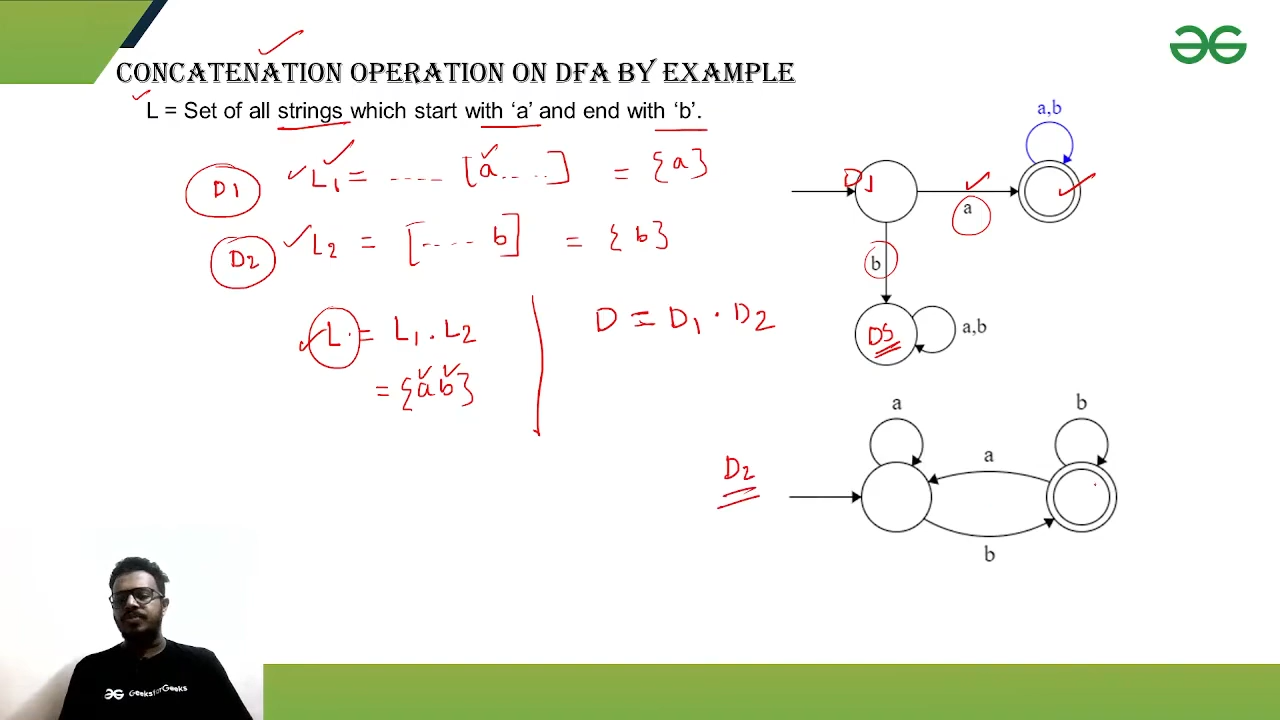 CONCATENATION OPERATION ON DFA BY EXAMPLE
L = Set of all strings which start with ‘a’ and end with ‘b’.
D1 L1 = ..... [a.....] = {a}
D2 L2 = [..... b] = {b}
L = L1 . L2
= {ab}
D = D1 . D2
a,b
D1
a
b
DS
a,b
a
b
a
D2
b
GeeksforGeeks